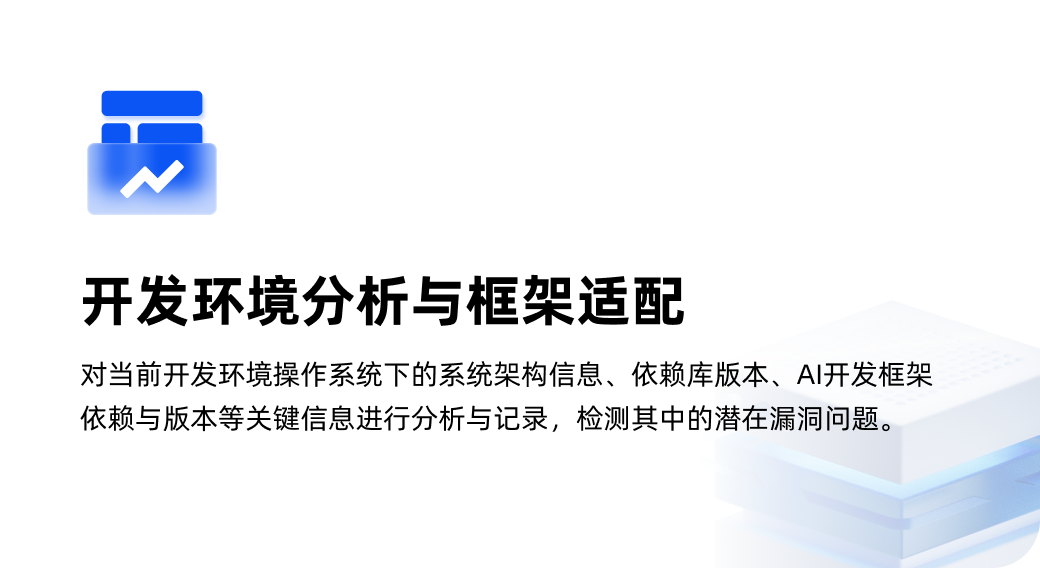 开发环境分析与框架适配
对当前开发环境操作系统下的系统架构信息、依赖库版本、AI开发框架
依赖与版本等关键信息进行分析与记录，检测其中的潜在漏洞问题。